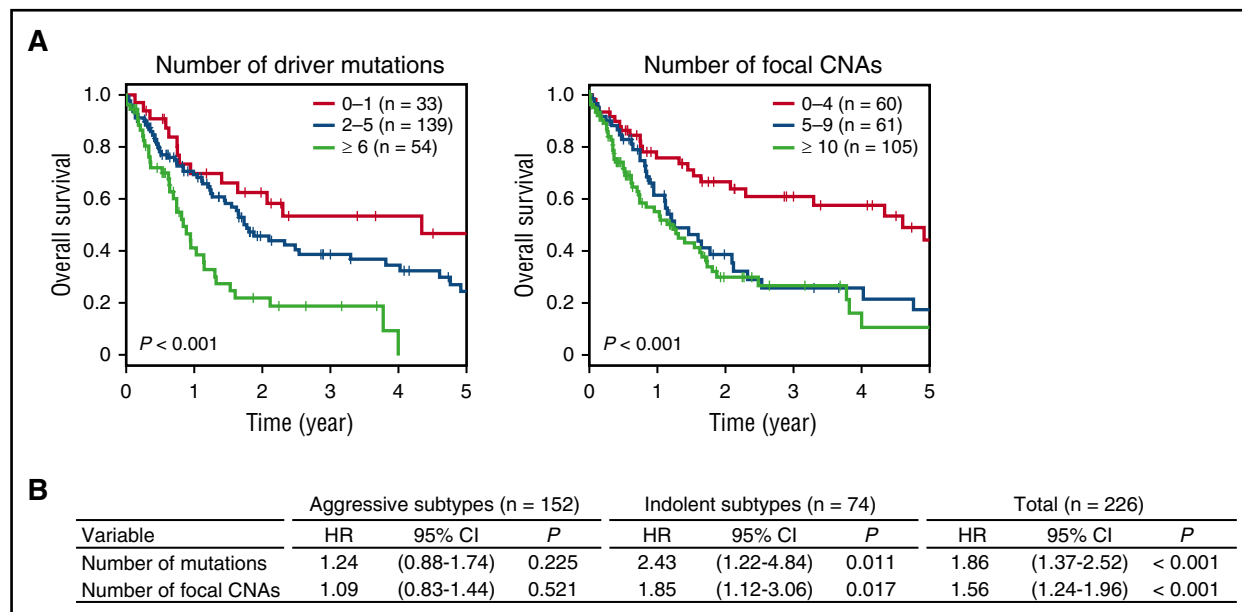 A
Number of driver mutations
Overall survival
1.0
0.8
0.6
0.4
0.2
0
0–1 (n = 33)
2–5 (n = 139)
≥ 6 (n = 54)
P < 0.001
0 1 2 3 4 5
Time (year)
Number of focal CNAs
Overall survival
1.0
0.8
0.6
0.4
0.2
0
0–4 (n = 60)
5–9 (n = 61)
≥ 10 (n = 105)
P < 0.001
0 1 2 3 4 5
Time (year)
B
Aggressive subtypes (n = 152) Indolent subtypes (n = 74) Total (n = 226)
Variable HR 95% CI P HR 95% CI P HR 95% CI P
Number of mutations 1.24 (0.88-1.74) 0.225 2.43 (1.22-4.84) 0.011 1.86 (1.37-2.52) < 0.001
Number of focal CNAs 1.09 (0.83-1.44) 0.521 1.85 (1.12-3.06) 0.017 1.56 (1.24-1.96) < 0.001